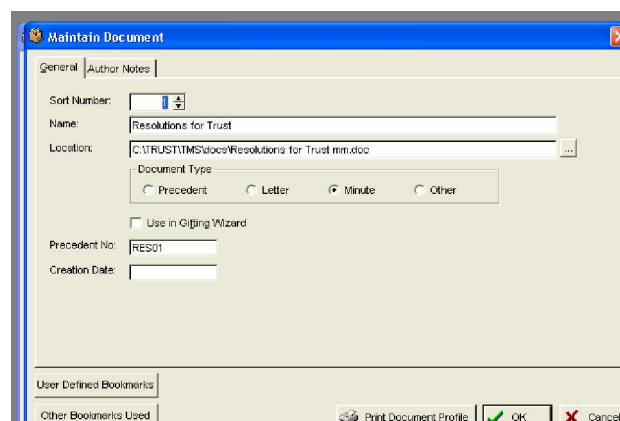 Maintain Document
General Author Notes
Sort Number: 1
Name: Resolutions for Trust
Location: C:\TRUST\TMS\docs\Resolutions for Trust mm.doc ...
Document Type
Precedent Letter Minute Other
Use in Gifting Wizard
Precedent No: RES01
Creation Date:
User Defined Bookmarks
Other Bookmarks Used Print Document Profile OK Cancel